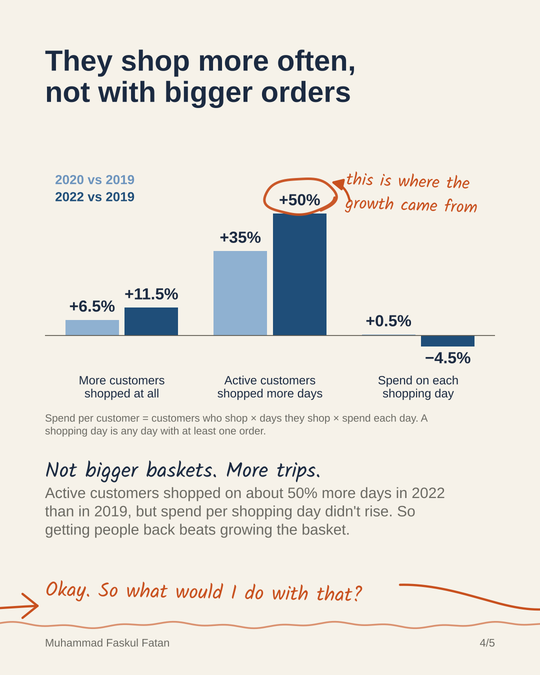 They shop more often,
not with bigger orders
2020 vs 2019
2022 vs 2019
this is where the
growth came from
+50%
+35%
+11.5%
+6.5%
+0.5%
−4.5%
More customers
shopped at all
Active customers
shopped more days
Spend on each
shopping day
Spend per customer = customers who shop × days they shop × spend each day. A
shopping day is any day with at least one order.
Not bigger baskets. More trips.
Active customers shopped on about 50% more days in 2022
than in 2019, but spend per shopping day didn't rise. So
getting people back beats growing the basket.
Okay. So what would I do with that?
Muhammad Faskul Fatan
4/5